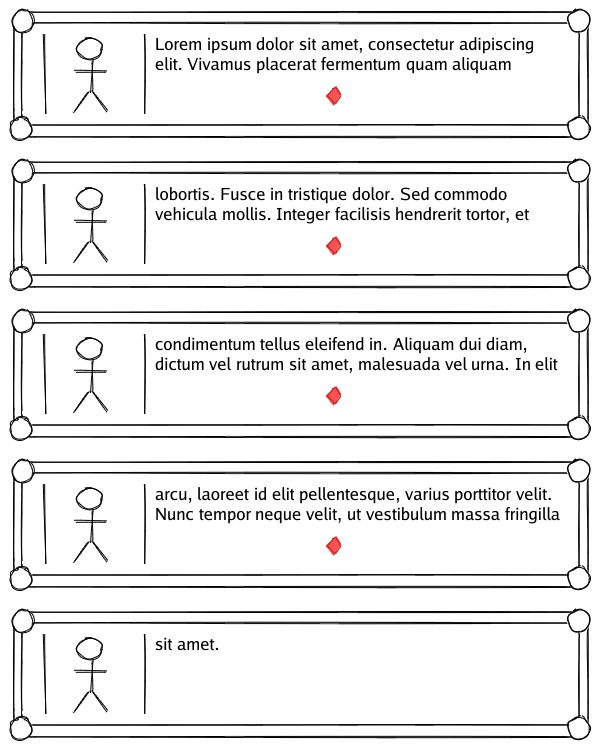 Lorem ipsum dolor sit amet, consectetur adipiscing
elit. Vivamus placerat fermentum quam aliquam
lobortis. Fusce in tristique dolor. Sed commodo
vehicula mollis. Integer facilisis hendrerit tortor, et
condimentum tellus eleifend in. Aliquam dui diam,
dictum vel rutrum sit amet, malesuada vel urna. In elit
arcu, laoreet id elit pellentesque, varius porttitor velit.
Nunc tempor neque velit, ut vestibulum massa fringilla
sit amet.